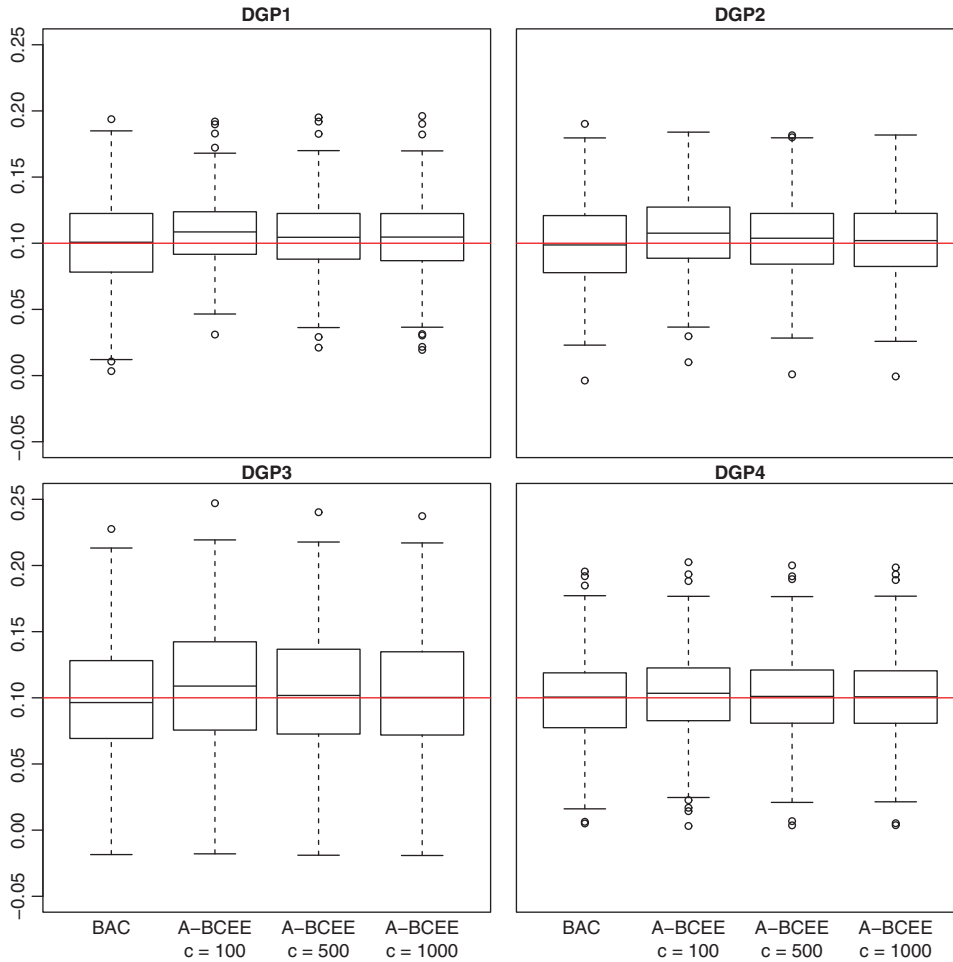 DGP1
DGP2
0.25
0.20
0.15
0.10
0.05
0.00
−0.05
DGP3
DGP4
0.25
0.20
0.15
0.10
0.05
0.00
−0.05
BAC
A−BCEE
c = 100
A−BCEE
c = 500
A−BCEE
c = 1000
BAC
A−BCEE
c = 100
A−BCEE
c = 500
A−BCEE
c = 1000